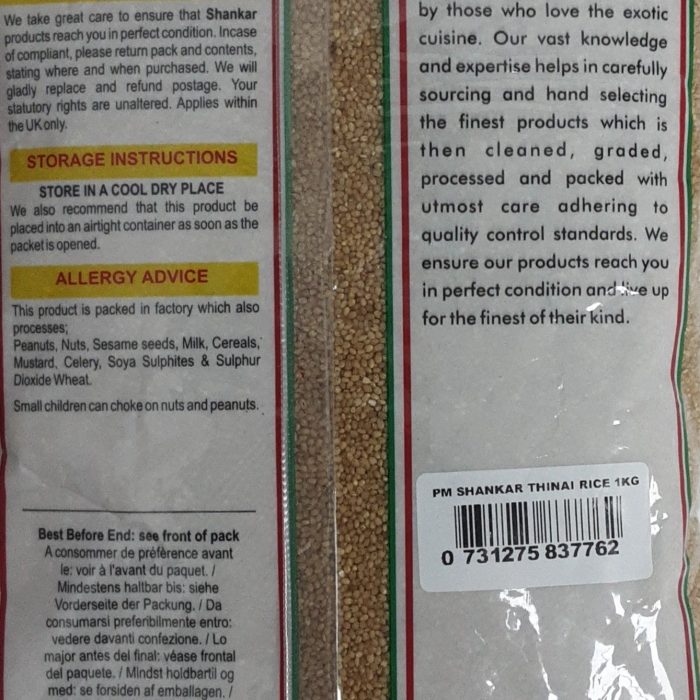 We take great care to ensure that Shankar
products reach you in perfect condition. Incase
of compliant, please return pack and contents,
stating where and when purchased. We will
gladly replace and refund postage. Your
statutory rights are unaltered. Applies within
the UK only.
STORAGE INSTRUCTIONS
STORE IN A COOL DRY PLACE
We also recommend that this product be
placed into an airtight container as soon as the
packet is opened.
ALLERGY ADVICE
This product is packed in factory which also
processes;
Peanuts, Nuts, Sesame seeds, Milk, Cereals,
Mustard, Celery, Soya Sulphites & Sulphur
Dioxide Wheat.
Small children can choke on nuts and peanuts.
Best Before End: see front of pack
A consommer de préfèrence avant
le: voir à l'avant du paquet. /
Mindestens haltbar bis: siehe
Vorderseite der Packung. / Da
consumarsi preferibilmente entro:
vedere davanti confezione. / Lo
major antes del final: véase frontal
del paquete. / Mindst holdbartil og
med: se forsiden af emballagen. /
by those who love the exotic
cuisine. Our vast knowledge
and expertise helps in carefully
sourcing and hand selecting
the finest products which is
then cleaned, graded,
processed and packed with
utmost care adhering to
quality control standards. We
ensure our products reach you
in perfect condition and live up
for the finest of their kind.
PM SHANKAR THINAI RICE 1KG
0 731275 837762